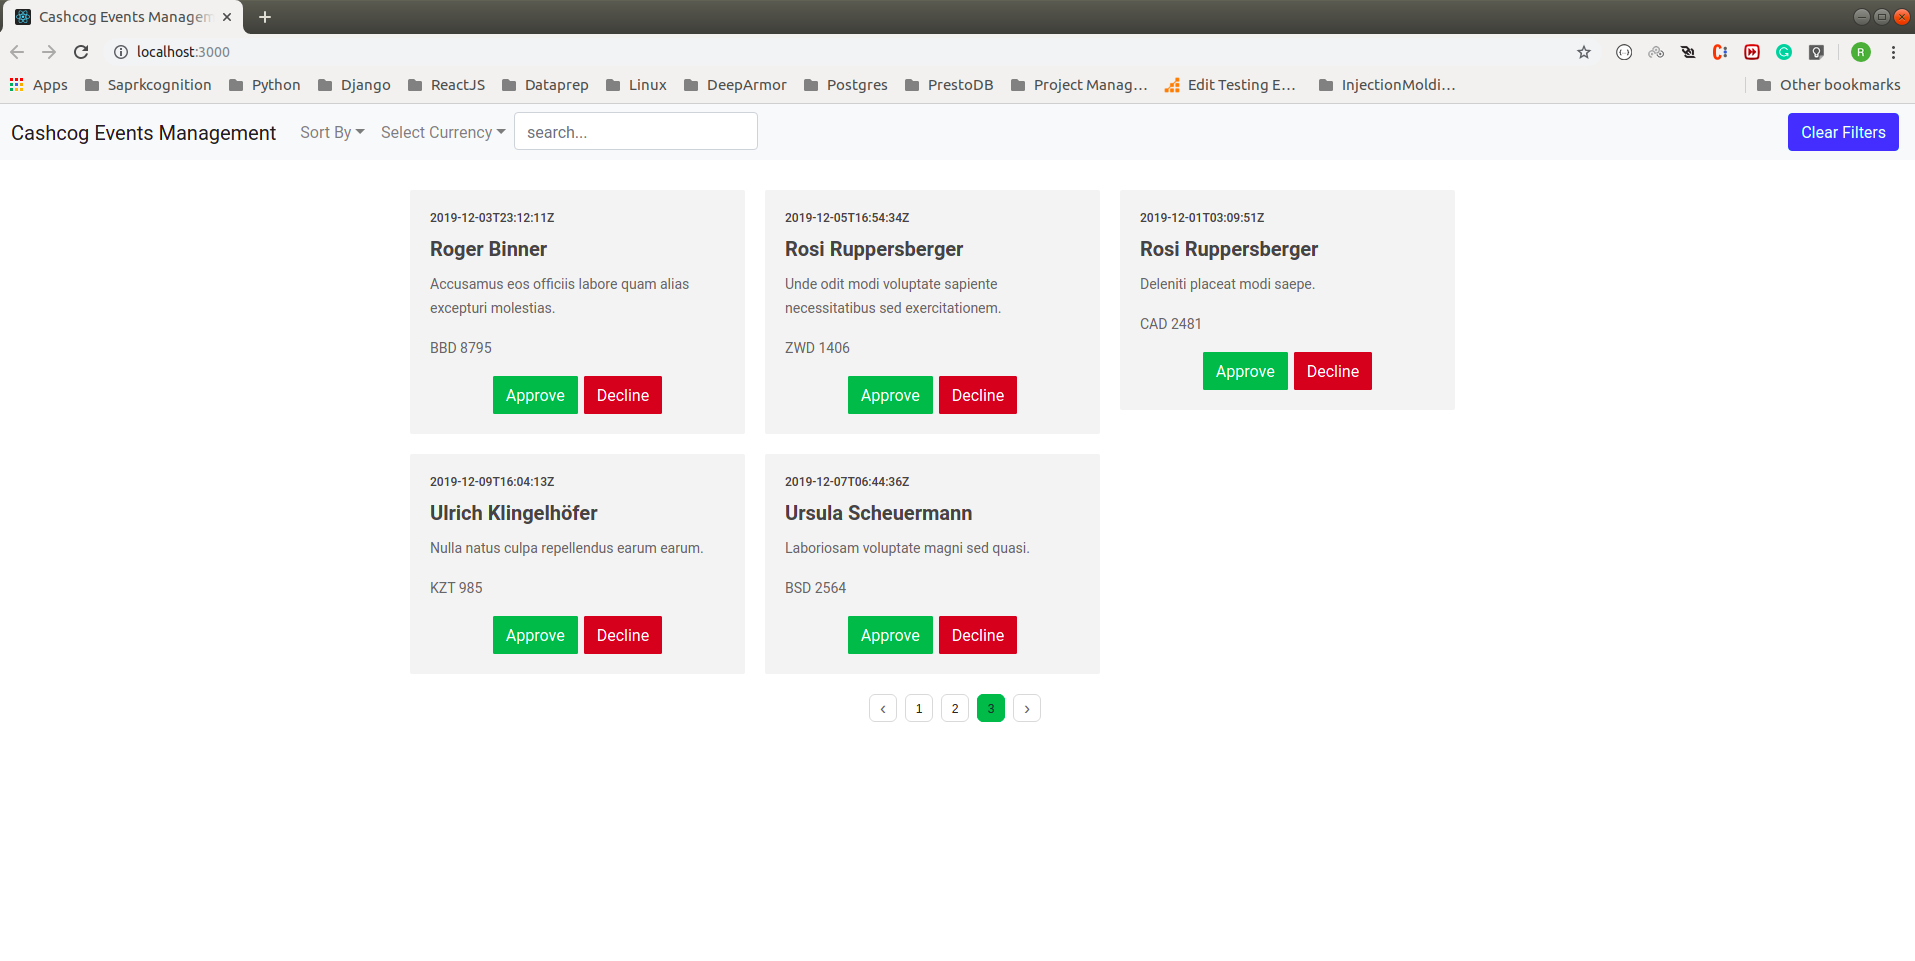 Cashcog Events Managem
localhost:3000
R
Apps Saprkcognition Python Django ReactJS Dataprep Linux DeepArmor Postgres PrestoDB Project Manag... Edit Testing E... InjectionMoldi... Other bookmarks
Cashcog Events Management Sort By Select Currency search... Clear Filters
2019-12-03T23:12:11Z
Roger Binner
Accusamus eos officiis labore quam alias
excepturi molestias.
BBD 8795
Approve Decline
2019-12-05T16:54:34Z
Rosi Ruppersberger
Unde odit modi voluptate sapiente
necessitatibus sed exercitationem.
ZWD 1406
Approve Decline
2019-12-01T03:09:51Z
Rosi Ruppersberger
Deleniti placeat modi saepe.
CAD 2481
Approve Decline
2019-12-09T16:04:13Z
Ulrich Klingelhöfer
Nulla natus culpa repellendus earum earum.
KZT 985
Approve Decline
2019-12-07T06:44:36Z
Ursula Scheuermann
Laboriosam voluptate magni sed quasi.
BSD 2564
Approve Decline
‹ 1 2 3 ›